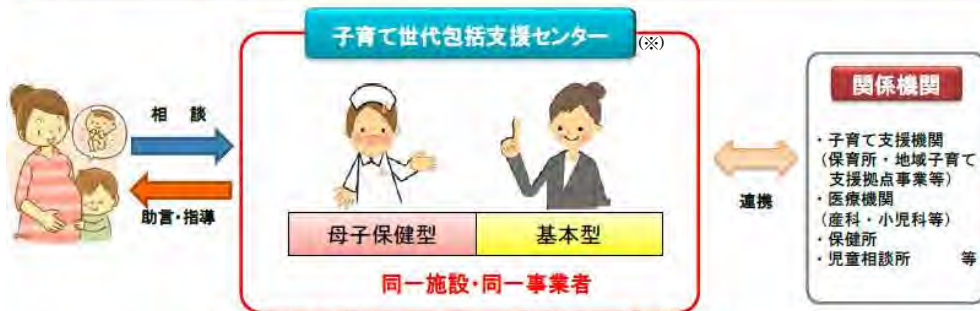 子育て世代包括支援センター(※)
相　談
助言・指導
母子保健型
基本型
同一施設・同一事業者
連携
関係機関
・子育て支援機関
（保育所・地域子育て
支援拠点事業等）
・医療機関
（産科・小児科等）
・保健所
・児童相談所　　等